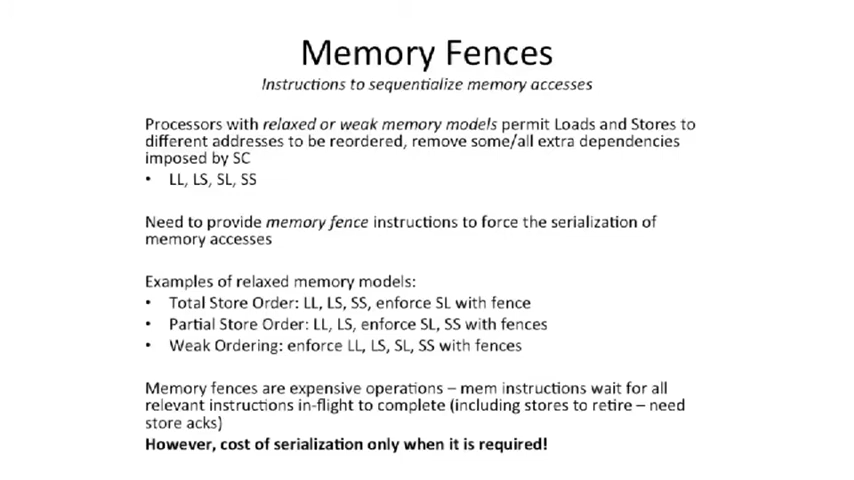 Memory Fences
Instructions to sequentialize memory accesses
Processors with relaxed or weak memory models permit Loads and Stores to
different addresses to be reordered, remove some/all extra dependencies
imposed by SC
• LL, LS, SL, SS
Need to provide memory fence instructions to force the serialization of
memory accesses
Examples of relaxed memory models:
• Total Store Order: LL, LS, SS, enforce SL with fence
• Partial Store Order: LL, LS, enforce SL, SS with fences
• Weak Ordering: enforce LL, LS, SL, SS with fences
Memory fences are expensive operations – mem instructions wait for all
relevant instructions in-flight to complete (including stores to retire – need
store acks)
However, cost of serialization only when it is required!